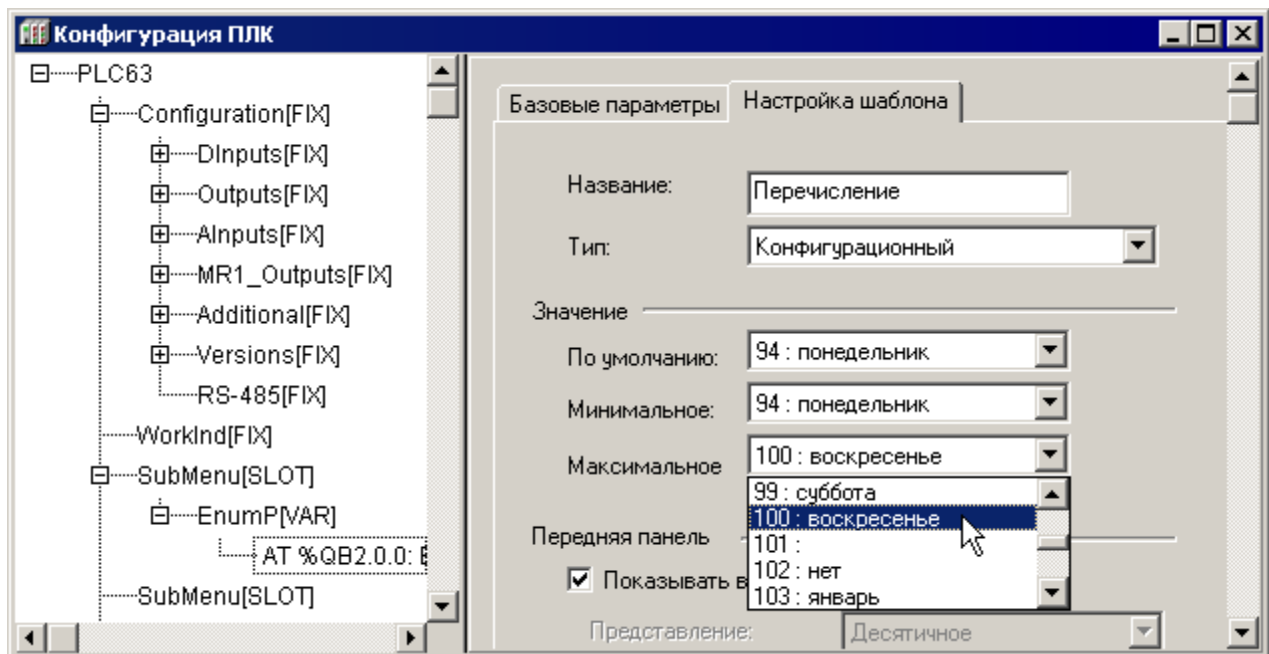 Конфигурация ПЛК
PLC63
Configuration[FIX]
DInputs[FIX]
Outputs[FIX]
AInputs[FIX]
MR1_Outputs[FIX]
Additional[FIX]
Versions[FIX]
RS-485[FIX]
WorkInd[FIX]
SubMenu[SLOT]
EnumP[VAR]
AT %QB2.0.0:
SubMenu[SLOT]
Базовые параметры Настройка шаблона
Название: Перечисление
Тип: Конфигурационный
Значение
По умолчанию: 94 : понедельник
Минимальное: 94 : понедельник
Максимальное 100 : воскресенье
99 : суббота
100 : воскресенье
101 :
102 : нет
103 : январь
Передняя панель
Показывать в
Представление: Десятичное